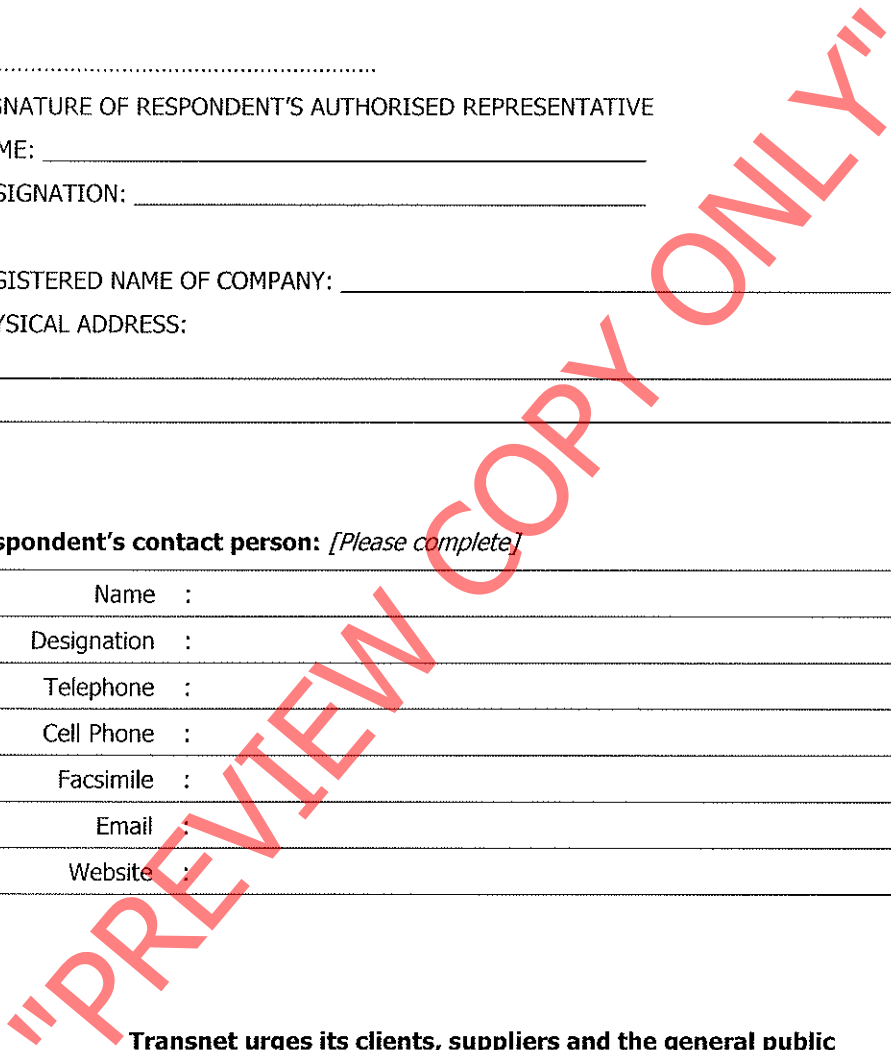 ........................................................
GNATURE OF RESPONDENT'S AUTHORISED REPRESENTATIVE
ME:
SIGNATION:
GISTERED NAME OF COMPANY:
YSICAL ADDRESS:
spondent's contact person: [Please complete]
Name :
Designation :
Telephone :
Cell Phone :
Facsimile :
Email :
Website :
"PREVIEW COPY ONLY"
Transnet urges its clients, suppliers and the general public